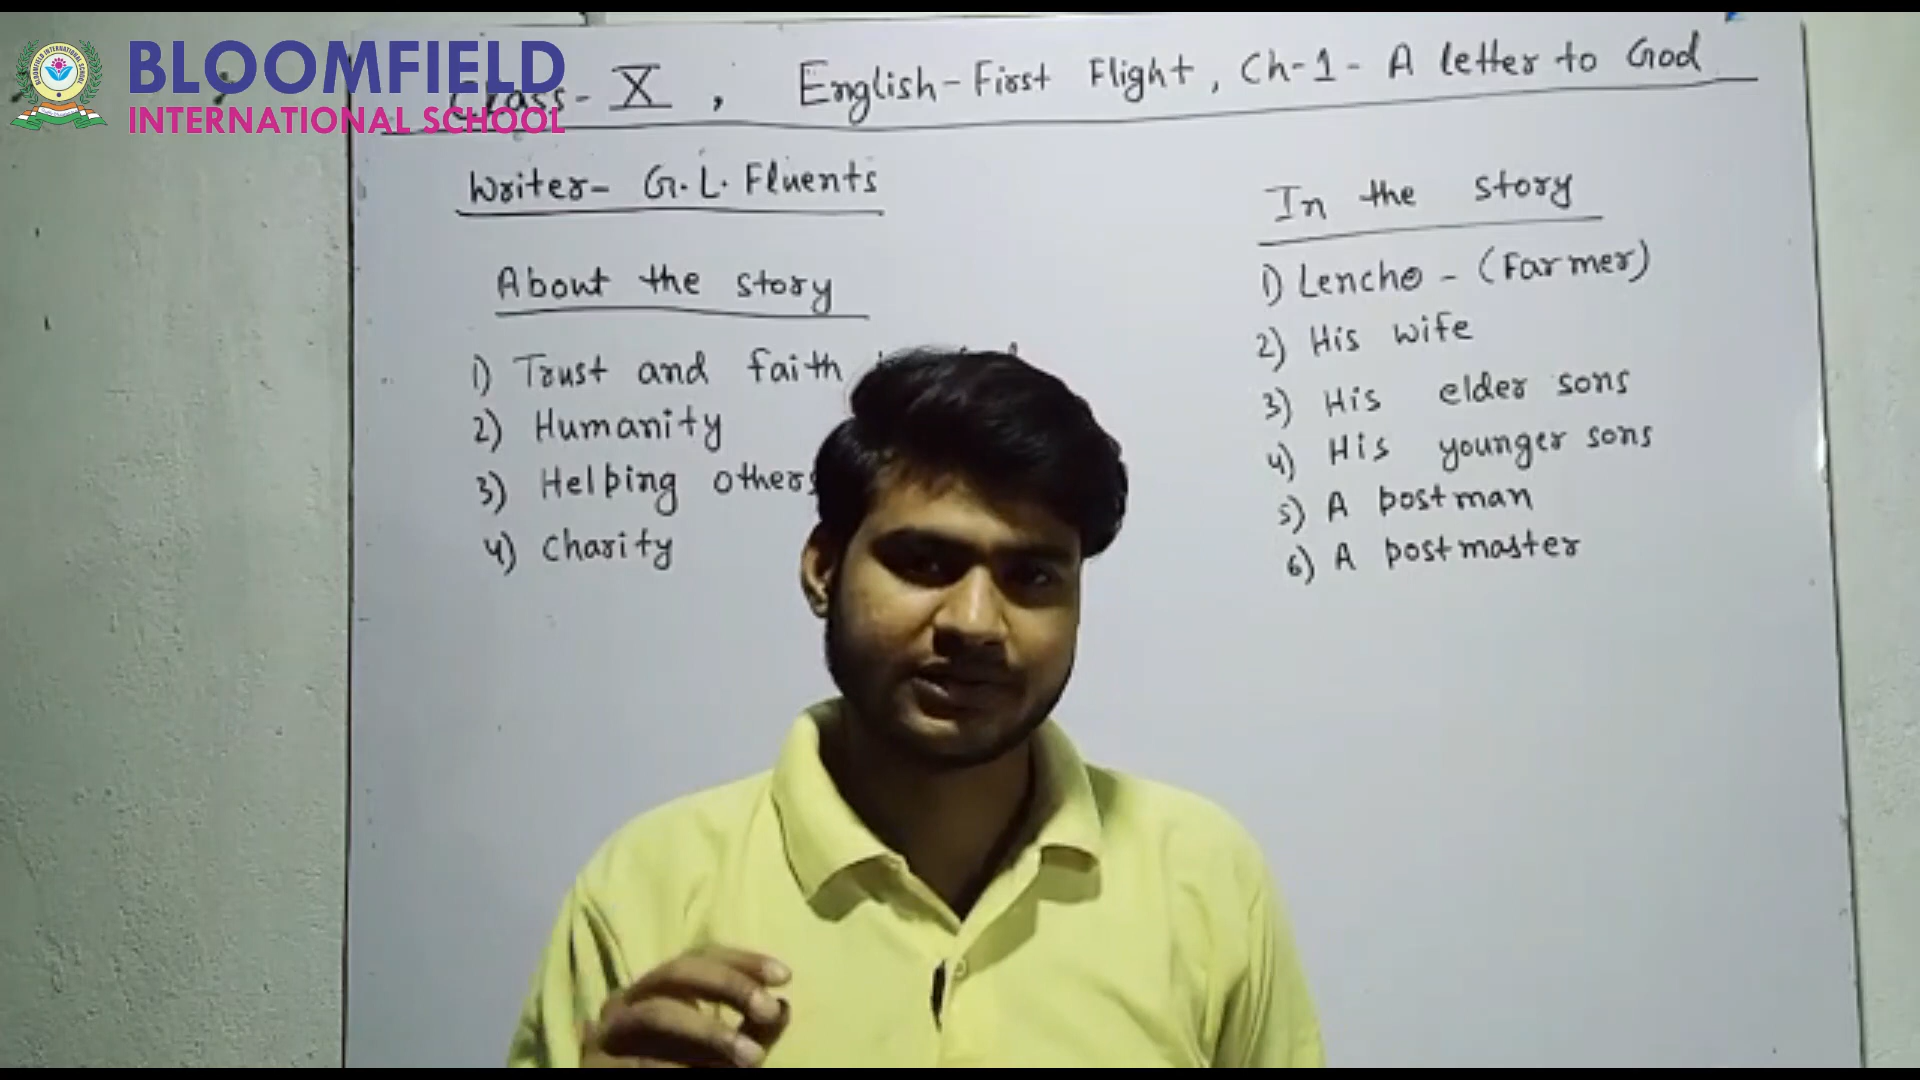 BLOOMFIELD
INTERNATIONAL SCHOOL
Class - X , English - First Flight , Ch-1 - A letter to God
Writer- G. L. Fluents
About the story
1) Trust and faith
2) Humanity
3) Helping others
4) Charity
In the story
1) Lencho - (Farmer)
2) His wife
3) His elder sons
4) His younger sons
5) A postman
6) A postmaster